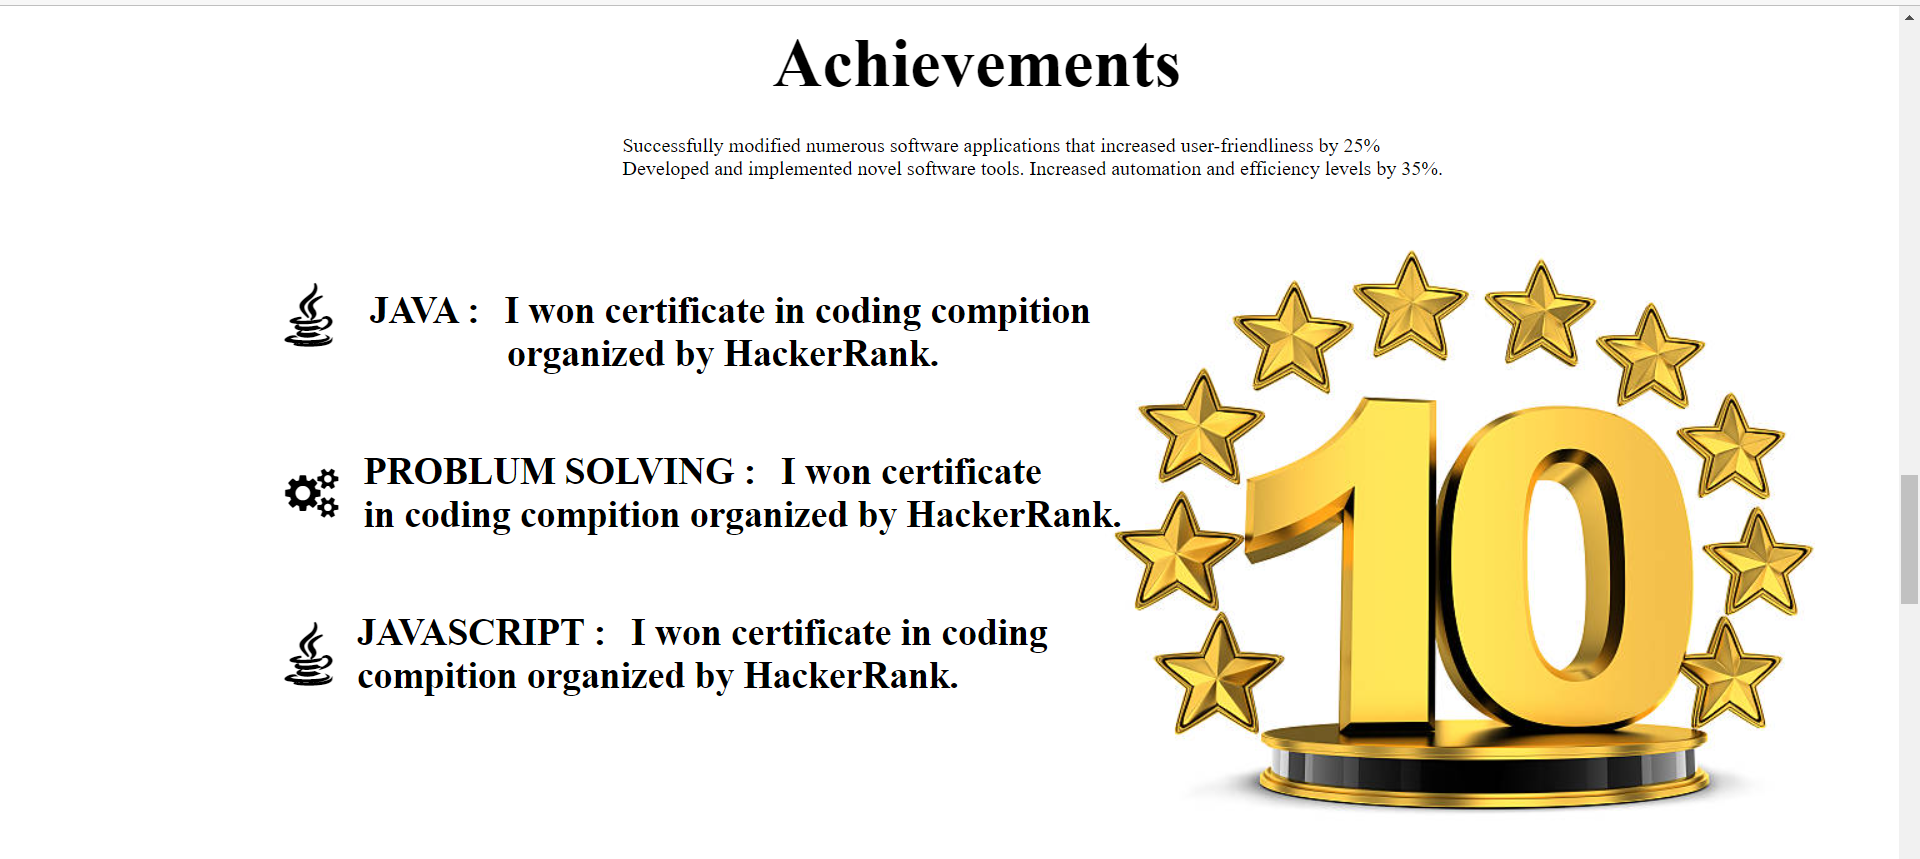 Achievements
Successfully modified numerous software applications that increased user-friendliness by 25%
Developed and implemented novel software tools. Increased automation and efficiency levels by 35%.
JAVA : I won certificate in coding compition
organized by HackerRank.
PROBLUM SOLVING : I won certificate
in coding compition organized by HackerRank.
JAVASCRIPT : I won certificate in coding
compition organized by HackerRank.
10